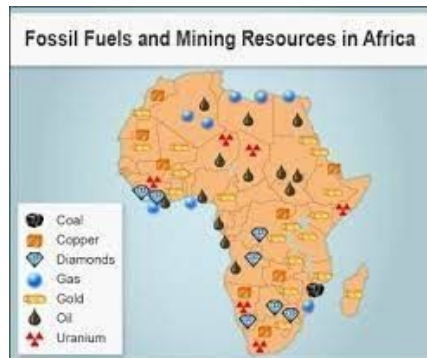 Fossil Fuels and Mining Resources in Africa
Coal
Copper
Diamonds
Gas
Gold
Oil
Uranium